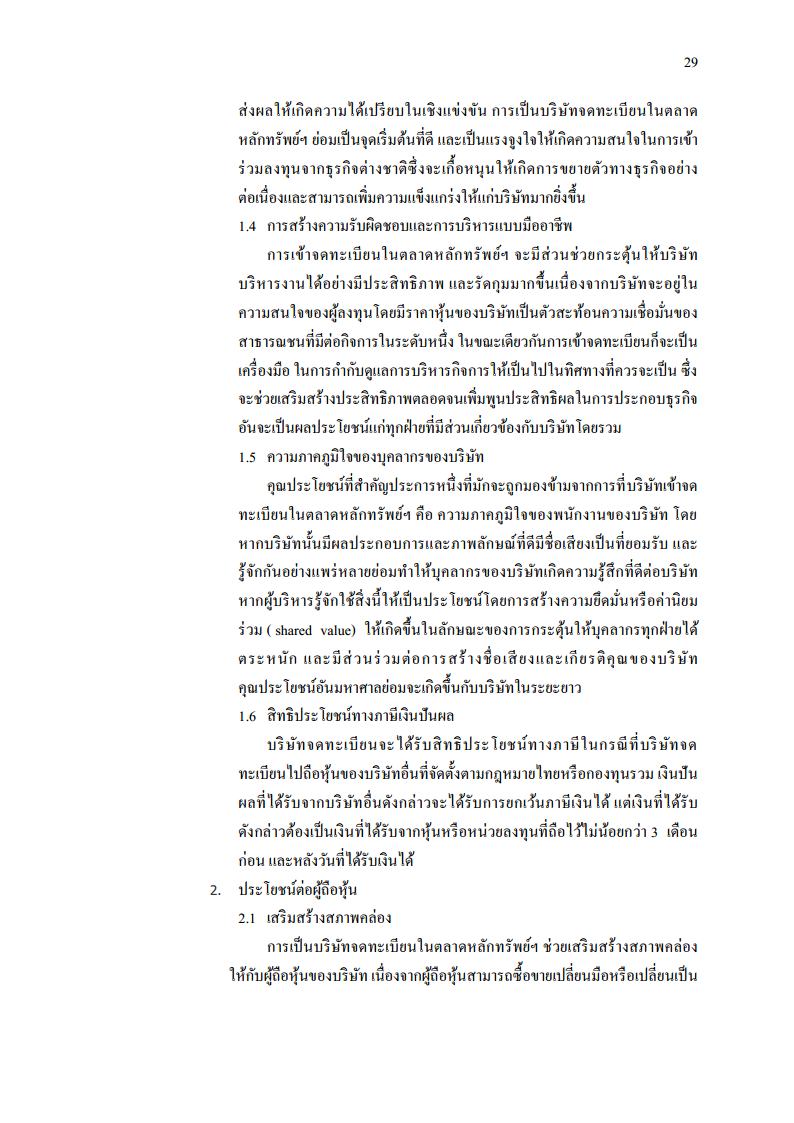 29
ส่งผลให้เกิดความได้เปรียบในเชิงแข่งขัน การเป็นบริษัทจดทะเบียนในตลาด
หลักทรัพย์ฯ ย่อมเป็นจุดเริ่มต้นที่ดี และเป็นแรงจูงใจให้เกิดความสนใจในการเข้า
ร่วมลงทุนจากธุรกิจต่างชาติซึ่งจะเกื้อหนุนให้เกิดการขยายตัวทางธุรกิจอย่าง
ต่อเนื่องและสามารถเพิ่มความแข็งแกร่งให้แก่บริษัทมากยิ่งขึ้น
1.4 การสร้างความรับผิดชอบและการบริหารแบบมืออาชีพ
การเข้าจดทะเบียนในตลาดหลักทรัพย์ฯ จะมีส่วนช่วยกระตุ้นให้บริษัท
บริหารงานได้อย่างมีประสิทธิภาพ และรัดกุมมากขึ้นเนื่องจากบริษัทจะอยู่ใน
ความสนใจของผู้ลงทุนโดยมีราคาหุ้นของบริษัทเป็นตัวสะท้อนความเชื่อมั่นของ
สาธารณชนที่มีต่อกิจการในระดับหนึ่ง ในขณะเดียวกันการเข้าจดทะเบียนก็จะเป็น
เครื่องมือ ในการกำกับดูแลการบริหารกิจการให้เป็นไปในทิศทางที่ควรจะเป็น ซึ่ง
จะช่วยเสริมสร้างประสิทธิภาพตลอดจนเพิ่มพูนประสิทธิผลในการประกอบธุรกิจ
อันจะเป็นผลประโยชน์แก่ทุกฝ่ายที่มีส่วนเกี่ยวข้องกับบริษัทโดยรวม
1.5 ความภาคภูมิใจของบุคลากรของบริษัท
คุณประโยชน์ที่สำคัญประการหนึ่งที่มักจะถูกมองข้ามจากการที่บริษัทเข้าจด
ทะเบียนในตลาดหลักทรัพย์ฯ คือ ความภาคภูมิใจของพนักงานของบริษัท โดย
หากบริษัทนั้นมีผลประกอบการและภาพลักษณ์ที่ดีมีชื่อเสียงเป็นที่ยอมรับ และ
รู้จักกันอย่างแพร่หลายย่อมทำให้บุคลากรของบริษัทเกิดความรู้สึกที่ดีต่อบริษัท
หากผู้บริหารรู้จักใช้สิ่งนี้ให้เป็นประโยชน์โดยการสร้างความยึดมั่นหรือค่านิยม
ร่วม ( shared value) ให้เกิดขึ้นในลักษณะของการกระตุ้นให้บุคลากรทุกฝ่ายได้
ตระหนัก และมีส่วนร่วมต่อการสร้างชื่อเสียงและเกียรติคุณของบริษัท
คุณประโยชน์อันมหาศาลย่อมจะเกิดขึ้นกับบริษัทในระยะยาว
1.6 สิทธิประโยชน์ทางภาษีเงินปันผล
บริษัทจดทะเบียนจะได้รับสิทธิประโยชน์ทางภาษีในกรณีที่บริษัทจด
ทะเบียนไปถือหุ้นของบริษัทอื่นที่จัดตั้งตามกฎหมายไทยหรือกองทุนรวม เงินปัน
ผลที่ได้รับจากบริษัทอื่นดังกล่าวจะได้รับการยกเว้นภาษีเงินได้ แต่เงินที่ได้รับ
ดังกล่าวต้องเป็นเงินที่ได้รับจากหุ้นหรือหน่วยลงทุนที่ถือไว้ไม่น้อยกว่า 3 เดือน
ก่อน และหลังวันที่ได้รับเงินได้
2. ประโยชน์ต่อผู้ถือหุ้น
2.1 เสริมสร้างสภาพคล่อง
การเป็นบริษัทจดทะเบียนในตลาดหลักทรัพย์ฯ ช่วยเสริมสร้างสภาพคล่อง
ให้กับผู้ถือหุ้นของบริษัท เนื่องจากผู้ถือหุ้นสามารถซื้อขายเปลี่ยนมือหรือเปลี่ยนเป็น